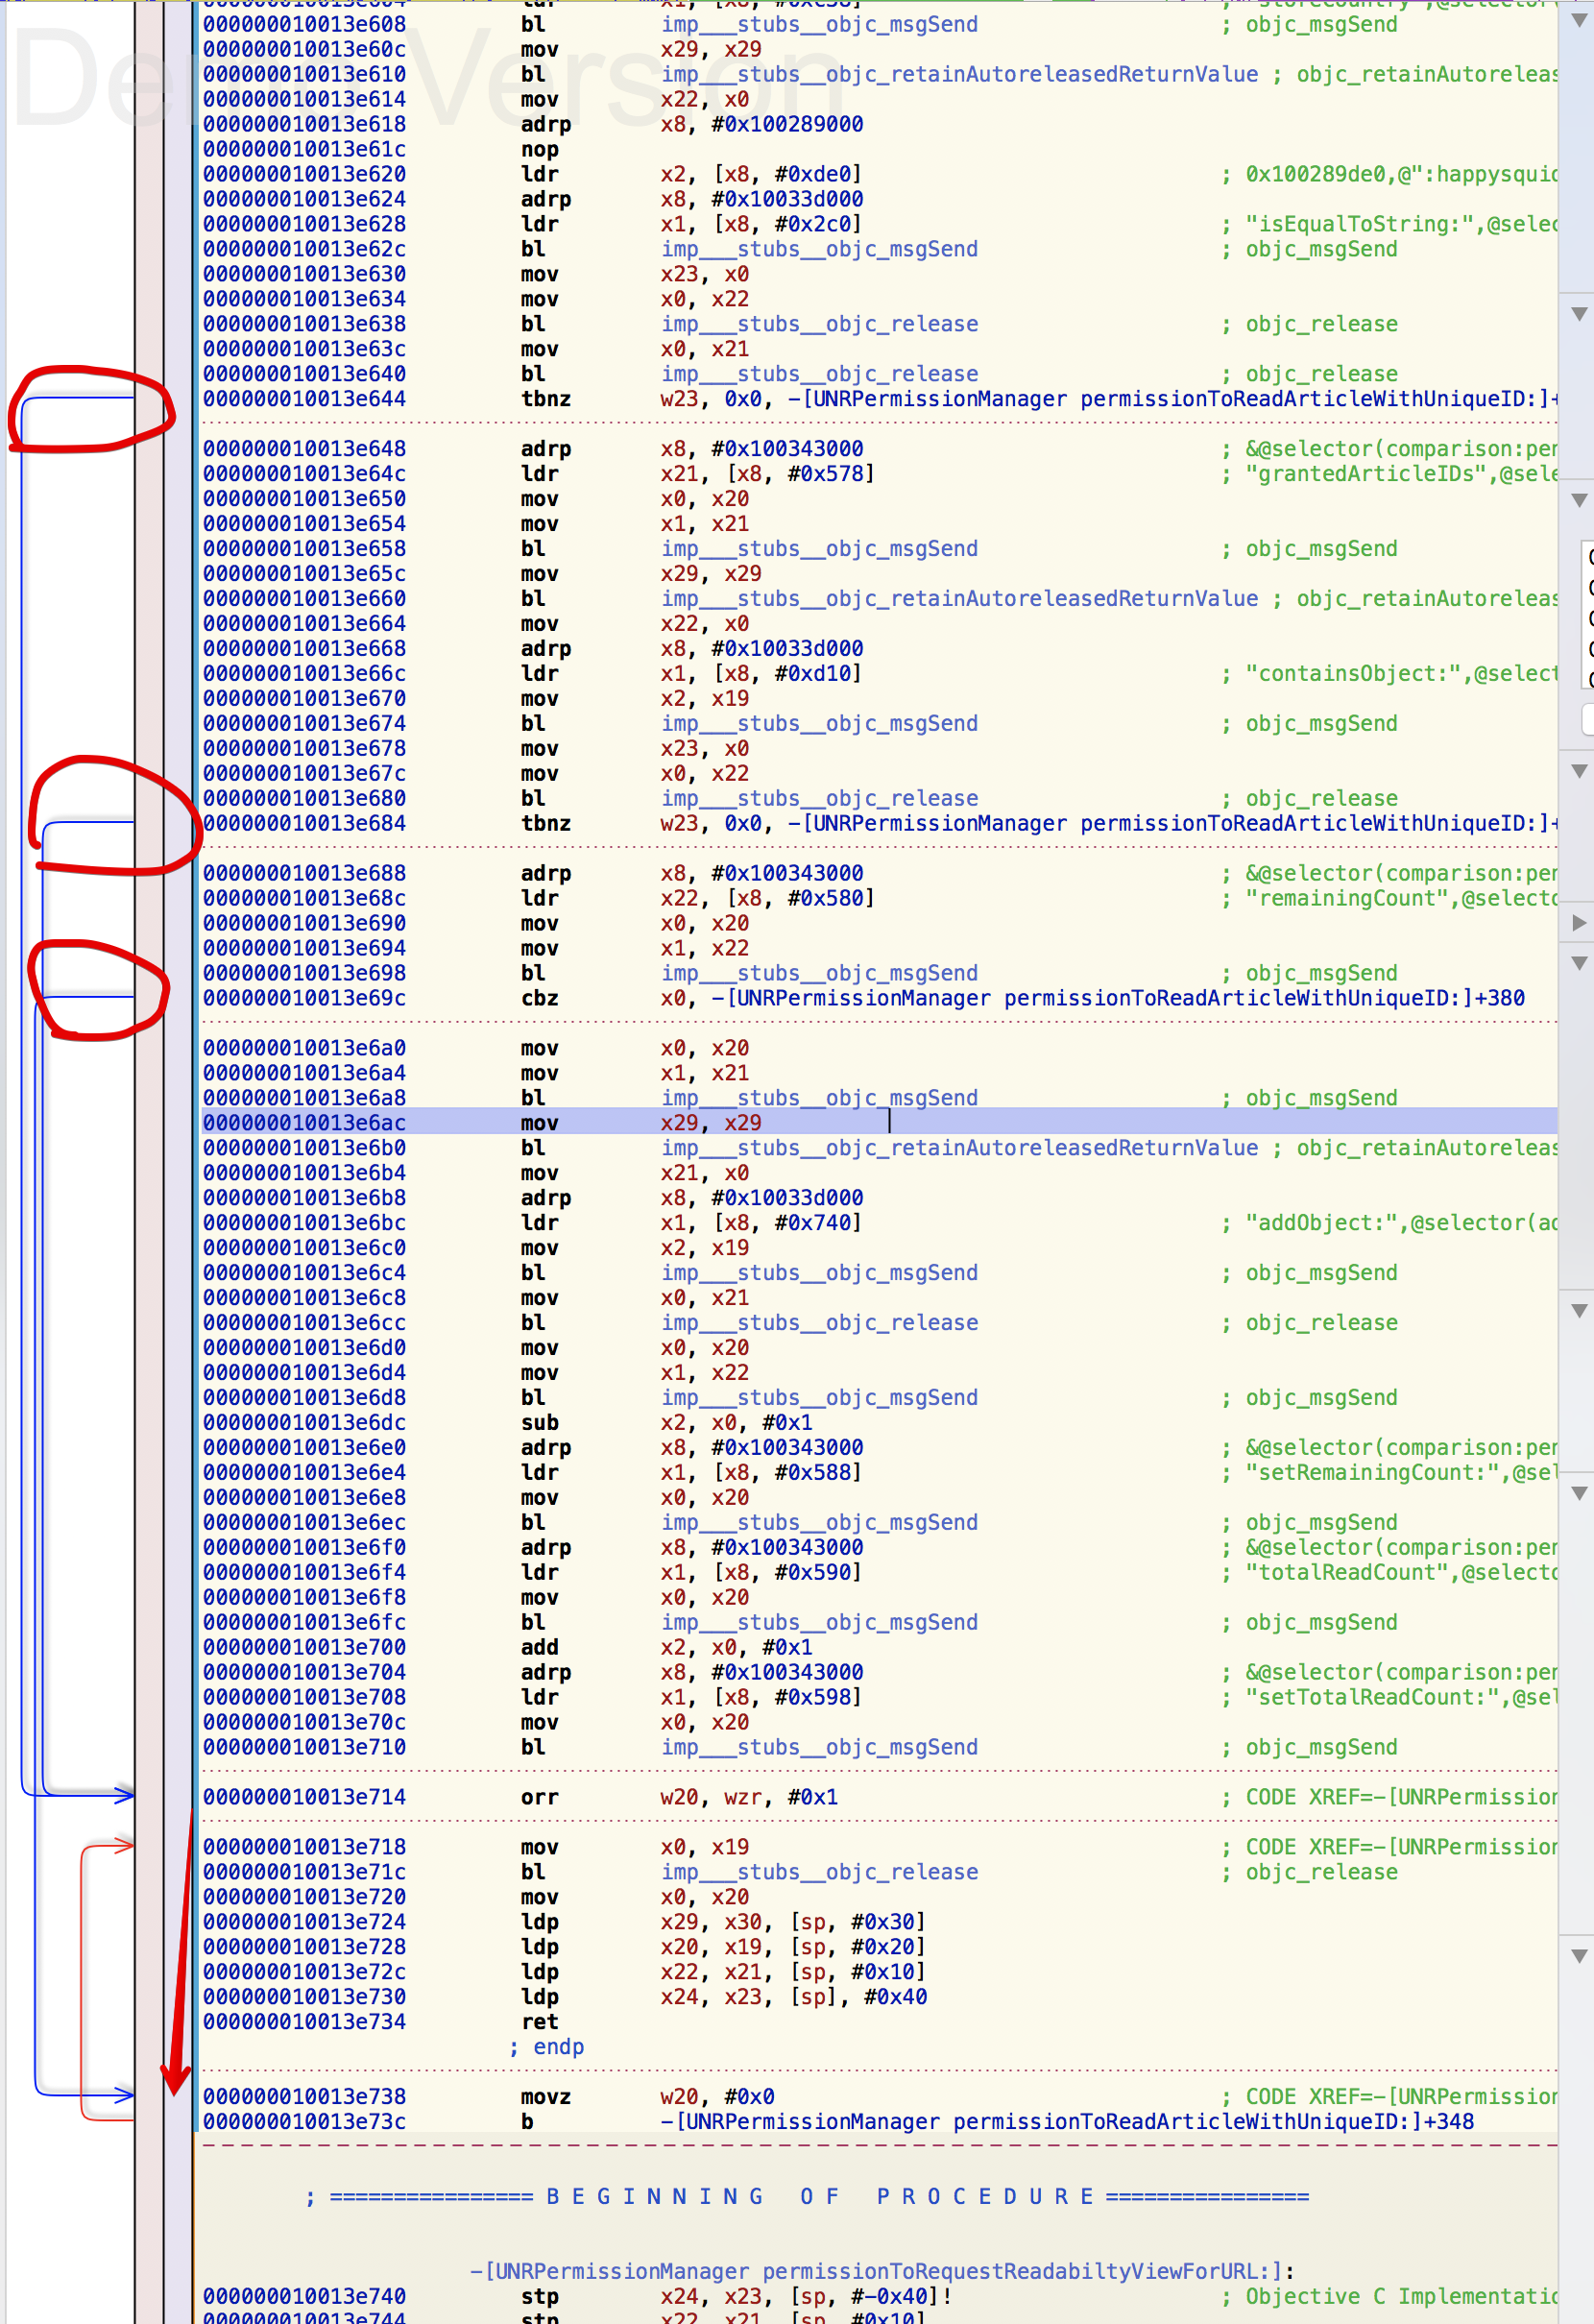 Demo Version
000000010013e608 bl imp___stubs__objc_msgSend ; objc_msgSend
000000010013e60c mov x29, x29
000000010013e610 bl imp___stubs__objc_retainAutoreleasedReturnValue ; objc_retainAutoreleas
000000010013e614 mov x22, x0
000000010013e618 adrp x8, #0x100289000
000000010013e61c nop
000000010013e620 ldr x2, [x8, #0xde0] ; 0x100289de0,@":happysquid
000000010013e624 adrp x8, #0x10033d000
000000010013e628 ldr x1, [x8, #0x2c0] ; "isEqualToString:",@selec
000000010013e62c bl imp___stubs__objc_msgSend ; objc_msgSend
000000010013e630 mov x23, x0
000000010013e634 mov x0, x22
000000010013e638 bl imp___stubs__objc_release ; objc_release
000000010013e63c mov x0, x21
000000010013e640 bl imp___stubs__objc_release ; objc_release
000000010013e644 tbnz w23, 0x0, -[UNRPermissionManager permissionToReadArticleWithUniqueID:]+
000000010013e648 adrp x8, #0x100343000 ; &@selector(comparison:per
000000010013e64c ldr x21, [x8, #0x578] ; "grantedArticleIDs",@sele
000000010013e650 mov x0, x20
000000010013e654 mov x1, x21
000000010013e658 bl imp___stubs__objc_msgSend ; objc_msgSend
000000010013e65c mov x29, x29
000000010013e660 bl imp___stubs__objc_retainAutoreleasedReturnValue ; objc_retainAutoreleas
000000010013e664 mov x22, x0
000000010013e668 adrp x8, #0x10033d000
000000010013e66c ldr x1, [x8, #0xd10] ; "containsObject:",@select
000000010013e670 mov x2, x19
000000010013e674 bl imp___stubs__objc_msgSend ; objc_msgSend
000000010013e678 mov x23, x0
000000010013e67c mov x0, x22
000000010013e680 bl imp___stubs__objc_release ; objc_release
000000010013e684 tbnz w23, 0x0, -[UNRPermissionManager permissionToReadArticleWithUniqueID:]+
000000010013e688 adrp x8, #0x100343000 ; &@selector(comparison:per
000000010013e68c ldr x22, [x8, #0x580] ; "remainingCount",@selecto
000000010013e690 mov x0, x20
000000010013e694 mov x1, x22
000000010013e698 bl imp___stubs__objc_msgSend ; objc_msgSend
000000010013e69c cbz x0, -[UNRPermissionManager permissionToReadArticleWithUniqueID:]+380
000000010013e6a0 mov x0, x20
000000010013e6a4 mov x1, x21
000000010013e6a8 bl imp___stubs__objc_msgSend ; objc_msgSend
000000010013e6ac mov x29, x29
000000010013e6b0 bl imp___stubs__objc_retainAutoreleasedReturnValue ; objc_retainAutoreleas
000000010013e6b4 mov x21, x0
000000010013e6b8 adrp x8, #0x10033d000
000000010013e6bc ldr x1, [x8, #0x740] ; "addObject:",@selector(ad
000000010013e6c0 mov x2, x19
000000010013e6c4 bl imp___stubs__objc_msgSend ; objc_msgSend
000000010013e6c8 mov x0, x21
000000010013e6cc bl imp___stubs__objc_release ; objc_release
000000010013e6d0 mov x0, x20
000000010013e6d4 mov x1, x22
000000010013e6d8 bl imp___stubs__objc_msgSend ; objc_msgSend
000000010013e6dc sub x2, x0, #0x1
000000010013e6e0 adrp x8, #0x100343000 ; &@selector(comparison:per
000000010013e6e4 ldr x1, [x8, #0x588] ; "setRemainingCount:",@sel
000000010013e6e8 mov x0, x20
000000010013e6ec bl imp___stubs__objc_msgSend ; objc_msgSend
000000010013e6f0 adrp x8, #0x100343000 ; &@selector(comparison:per
000000010013e6f4 ldr x1, [x8, #0x590] ; "totalReadCount",@selecto
000000010013e6f8 mov x0, x20
000000010013e6fc bl imp___stubs__objc_msgSend ; objc_msgSend
000000010013e700 add x2, x0, #0x1
000000010013e704 adrp x8, #0x100343000 ; &@selector(comparison:per
000000010013e708 ldr x1, [x8, #0x598] ; "setTotalReadCount:",@sel
000000010013e70c mov x0, x20
000000010013e710 bl imp___stubs__objc_msgSend ; objc_msgSend
000000010013e714 orr w20, wzr, #0x1 ; CODE XREF=-[UNRPermission
000000010013e718 mov x0, x19 ; CODE XREF=-[UNRPermission
000000010013e71c bl imp___stubs__objc_release ; objc_release
000000010013e720 mov x0, x20
000000010013e724 ldp x29, x30, [sp, #0x30]
000000010013e728 ldp x20, x19, [sp, #0x20]
000000010013e72c ldp x22, x21, [sp, #0x10]
000000010013e730 ldp x24, x23, [sp], #0x40
000000010013e734 ret
; endp
000000010013e738 movz w20, #0x0 ; CODE XREF=-[UNRPermission
000000010013e73c b -[UNRPermissionManager permissionToReadArticleWithUniqueID:]+348
; ================ B E G I N N I N G   O F   P R O C E D U R E ================
-[UNRPermissionManager permissionToRequestReadabiltyViewForURL:]:
000000010013e740 stp x24, x23, [sp, #-0x40]! ; Objective C Implementatio
000000010013e744 stp x22, x21, [sp, #0x10]